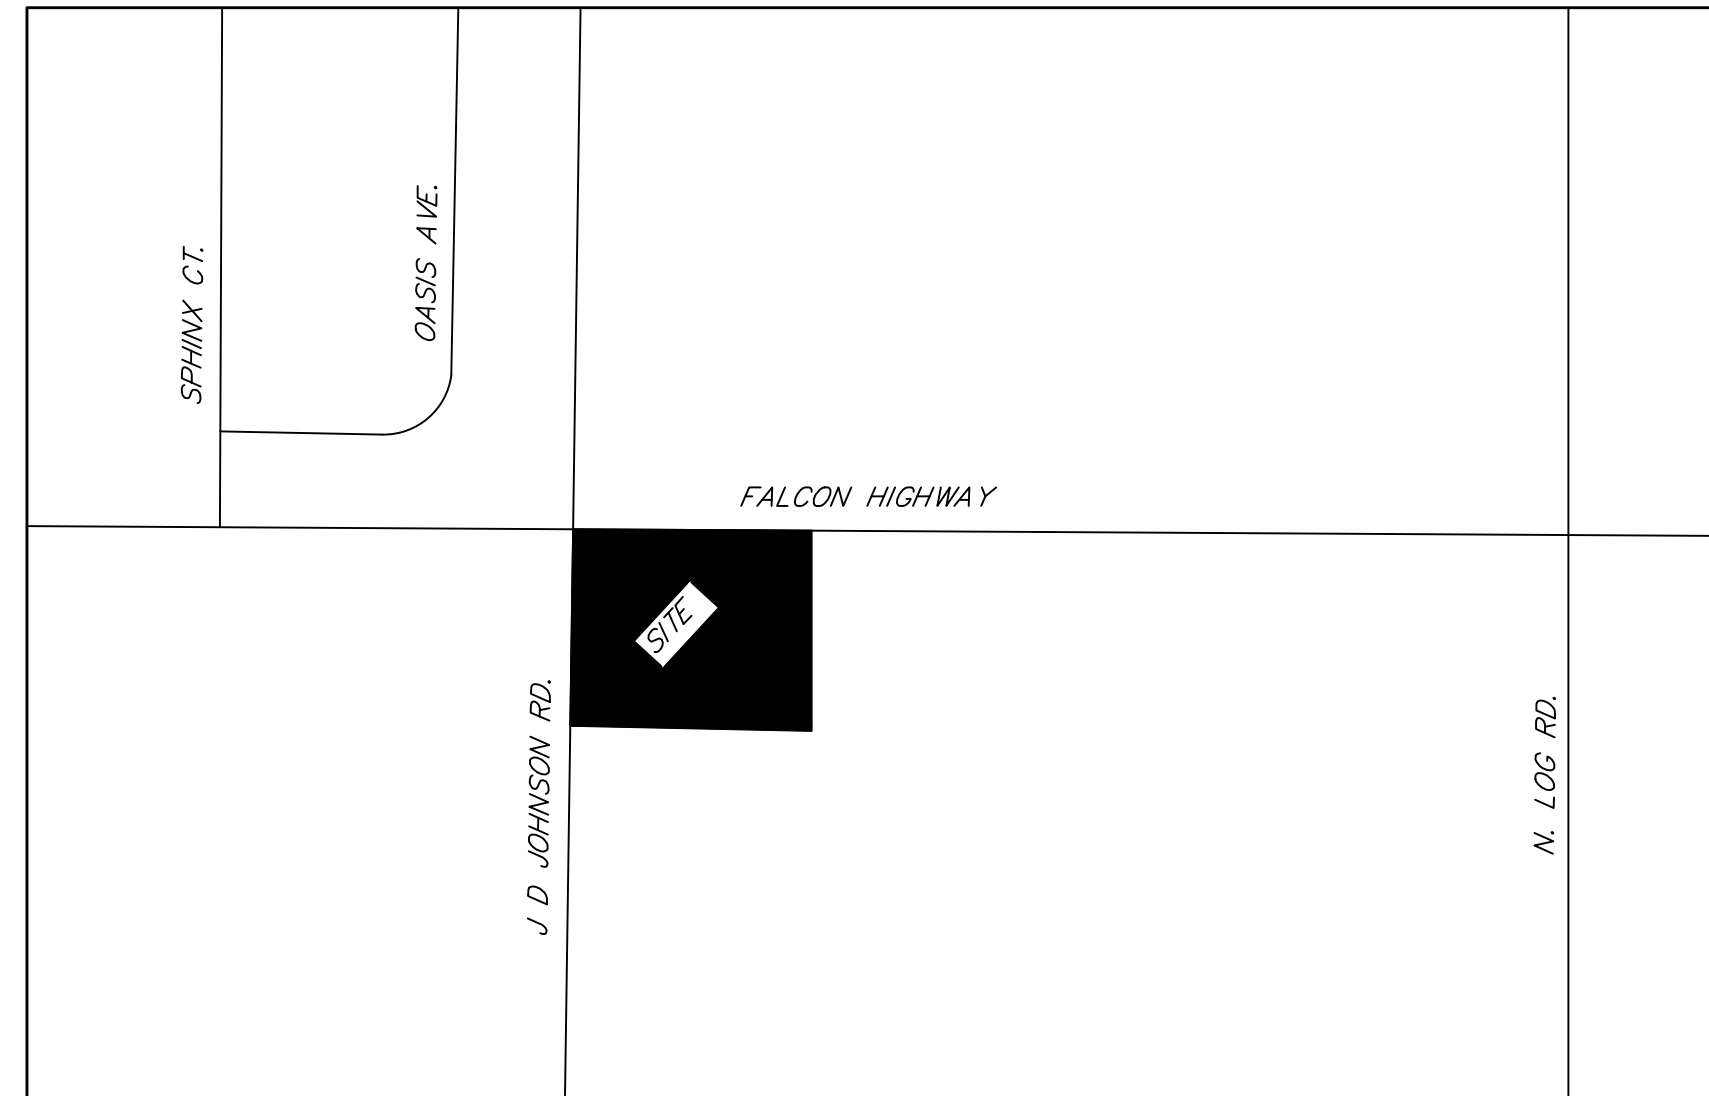 SPHINX CT.
OASIS AVE.
FALCON HIGHWAY
SITE
J D JOHNSON RD.
N. LOG RD.